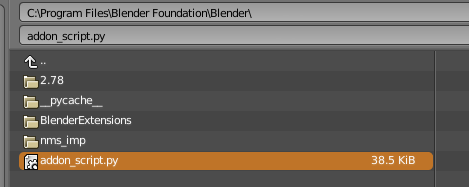 C:\Program Files\Blender Foundation\Blender\
addon_script.py
..
2.78
__pycache__
BlenderExtensions
nms_imp
addon_script.py 38.5 KiB